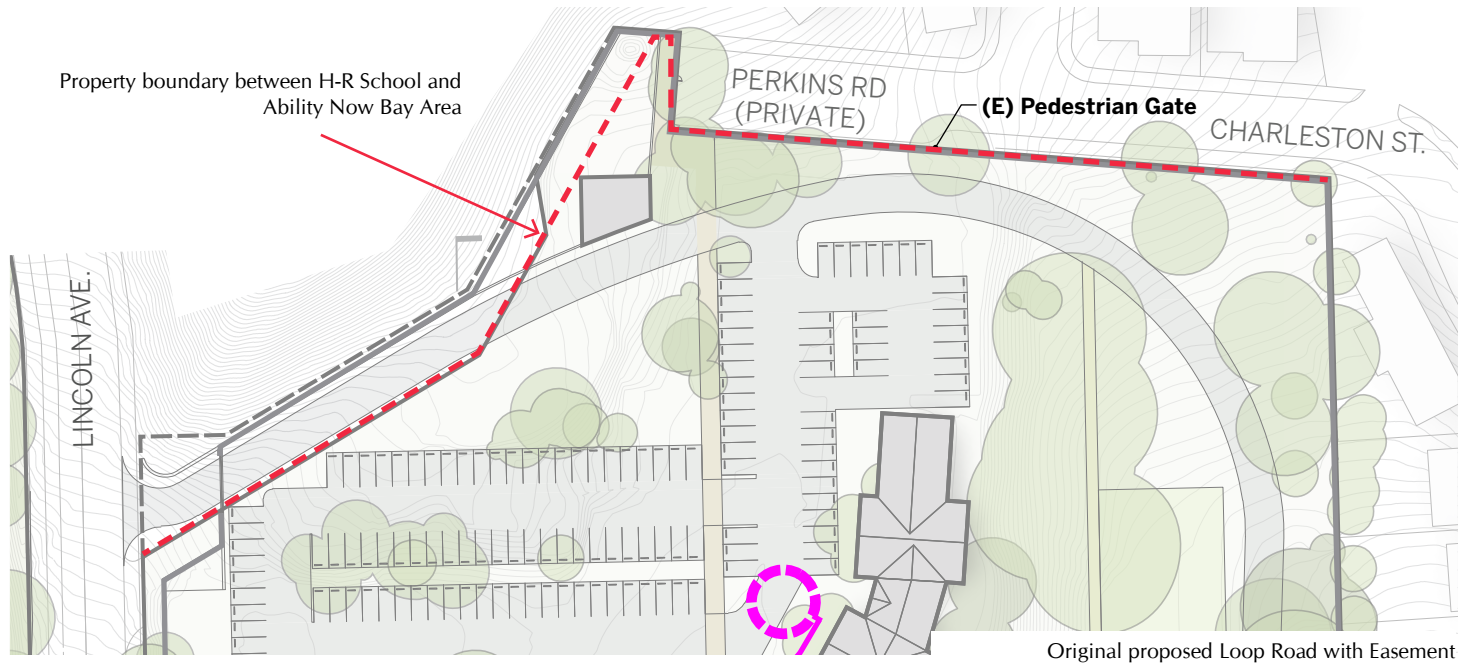 Property boundary between H-R School and
Ability Now Bay Area
PERKINS RD
(PRIVATE)
(E) Pedestrian Gate
CHARLESTON ST.
LINCOLN AVE.
Original proposed Loop Road with Easement